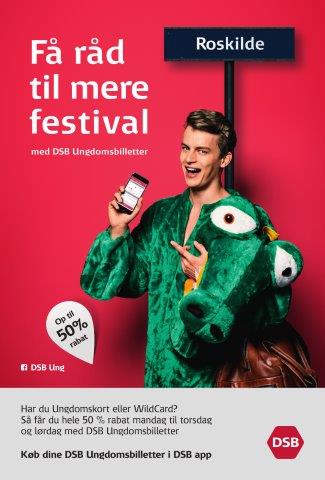 Roskilde
Få råd
til mere
festival
med DSB Ungdomsbilletter
Op til
50%
rabat
DSB Ung
Har du Ungdomskort eller WildCard?
Så får du hele 50 % rabat mandag til torsdag
og lørdag med DSB Ungdomsbilletter
Køb dine DSB Ungdomsbilletter i DSB app
DSB